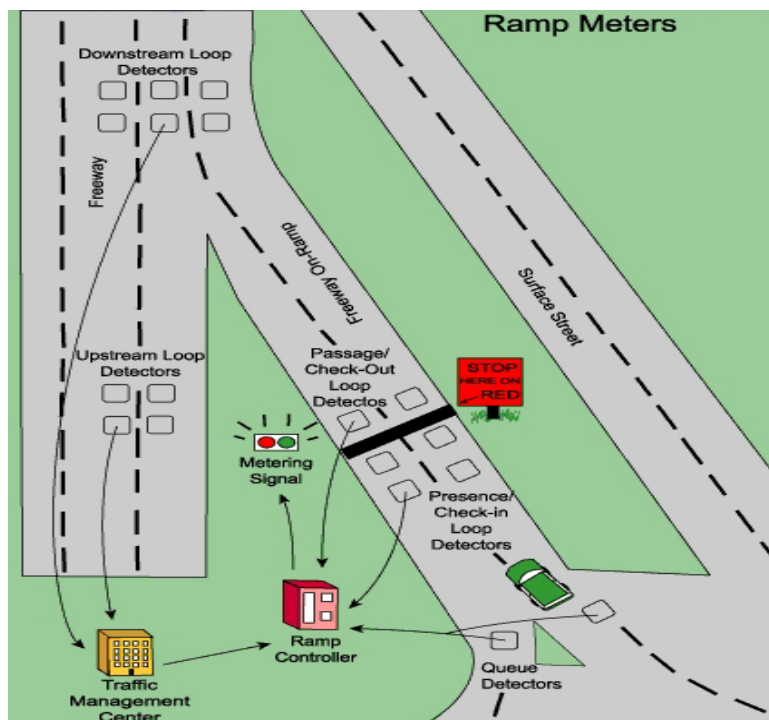 Ramp Meters
Downstream Loop
Detectors
Freeway
Freeway On-Ramp
Surface Street
Upstream Loop
Detectors
Passage/
Check-Out
Loop
Detectos
STOP
HERE ON
RED
Metering
Signal
Presence/
Check-in
Loop
Detectors
Ramp
Controller
Queue
Detectors
Traffic
Management
Center